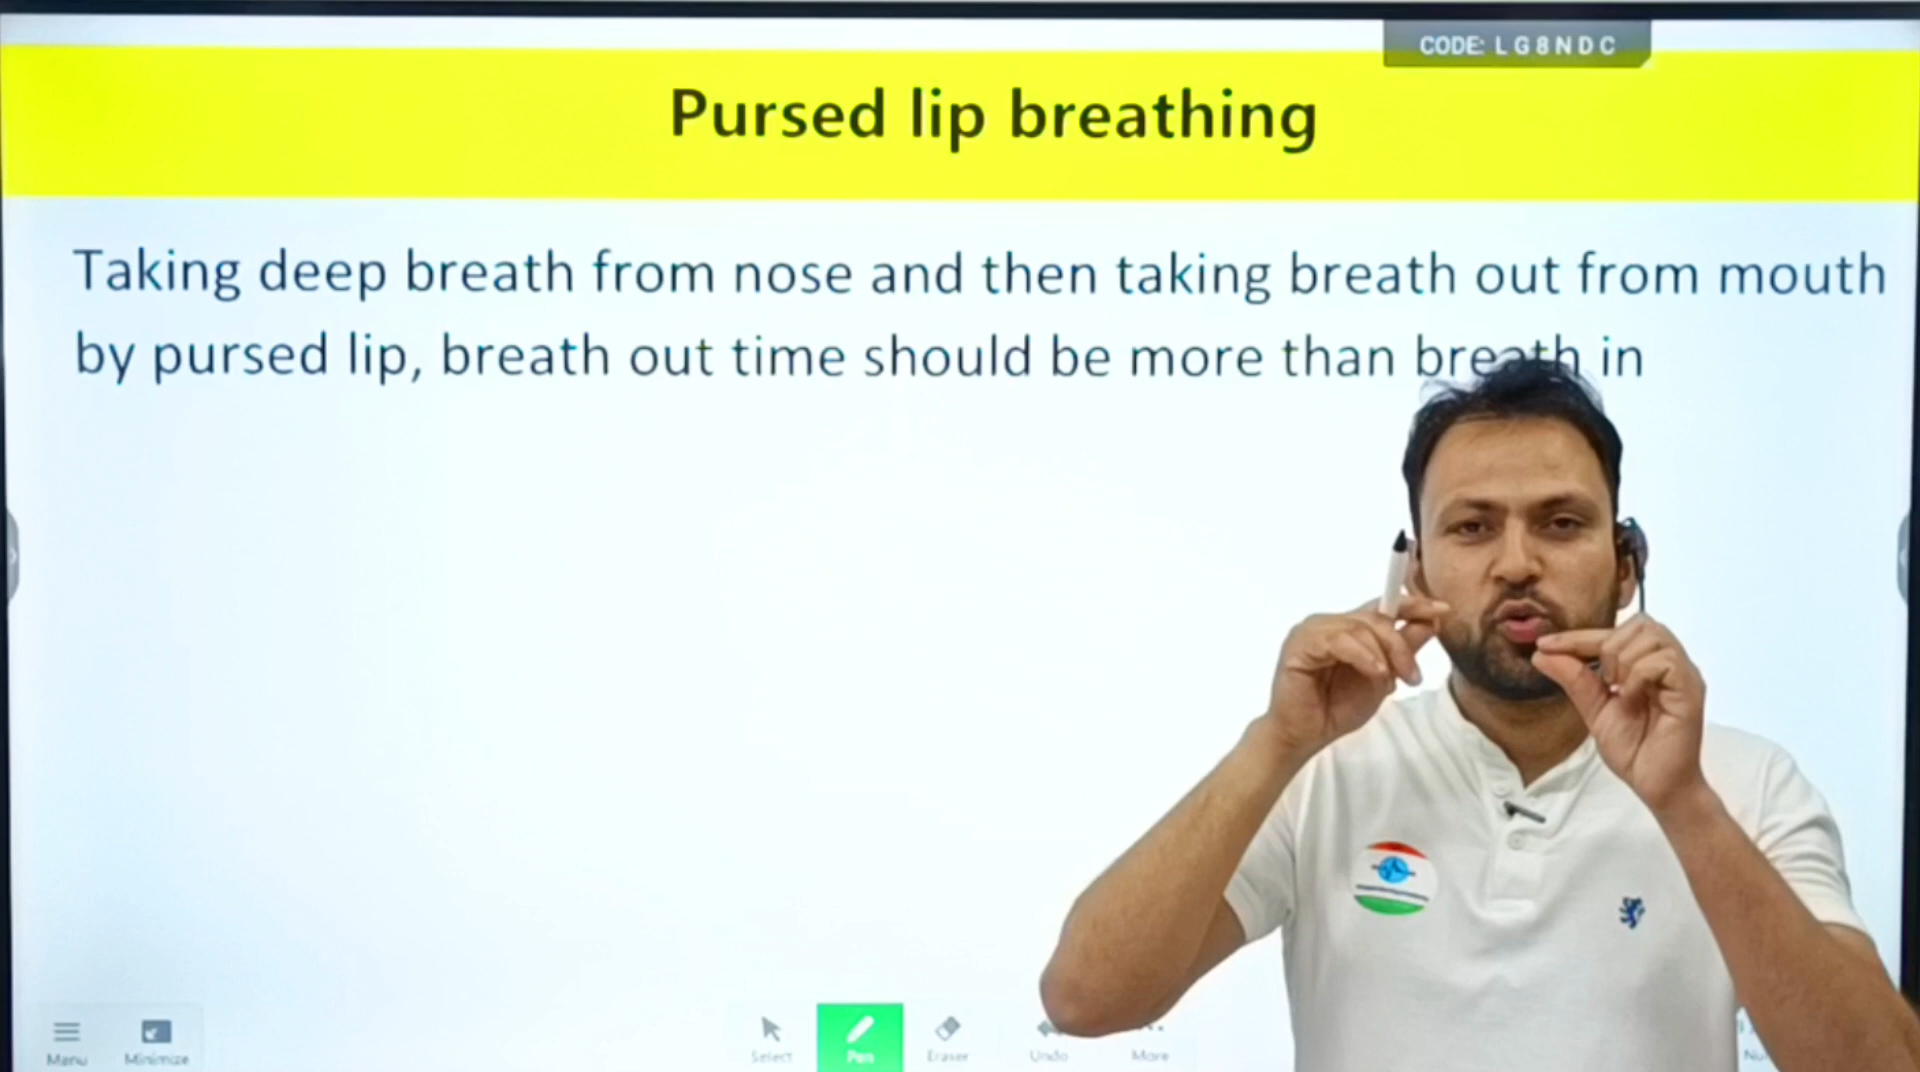 CODE: LG8NDC
Pursed lip breathing
Taking deep breath from nose and then taking breath out from mouth
by pursed lip, breath out time should be more than breath in
Menu
Minimize
Select
Pen
Eraser
Undo
More